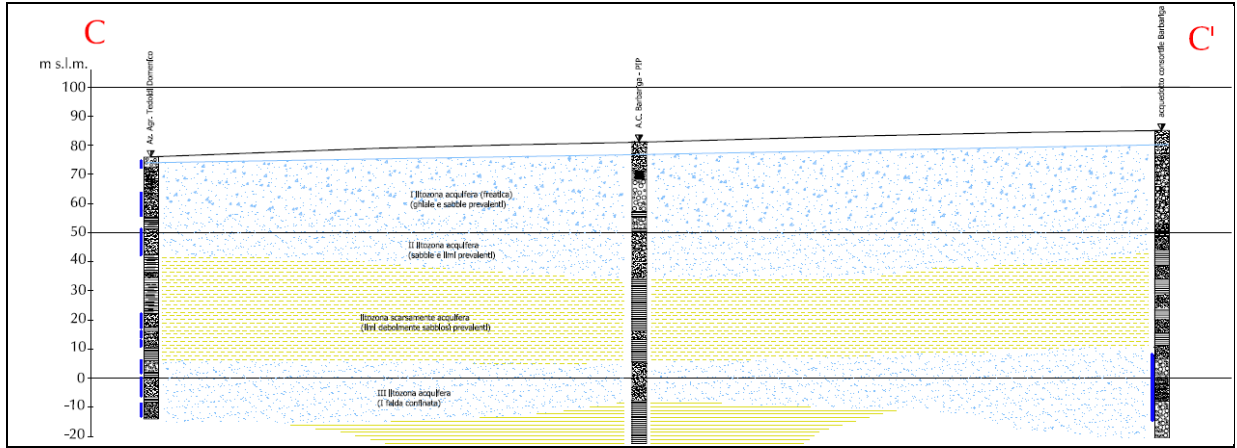 C
C'
m s.l.m.
Az. Agr. Tedoldi Domenico
A.C. Barbariga - PIP
acquedotto consortile Barbariga
100
90
80
70
60
50
40
30
20
10
0
-10
-20
I litozona acquifera (freatica)
(ghiaie e sabbie prevalenti)
II litozona acquifera
(sabbie e limi prevalenti)
litozona scarsamente acquifera
(limi debolmente sabbiosi prevalenti)
III litozona acquifera
(I falda confinata)